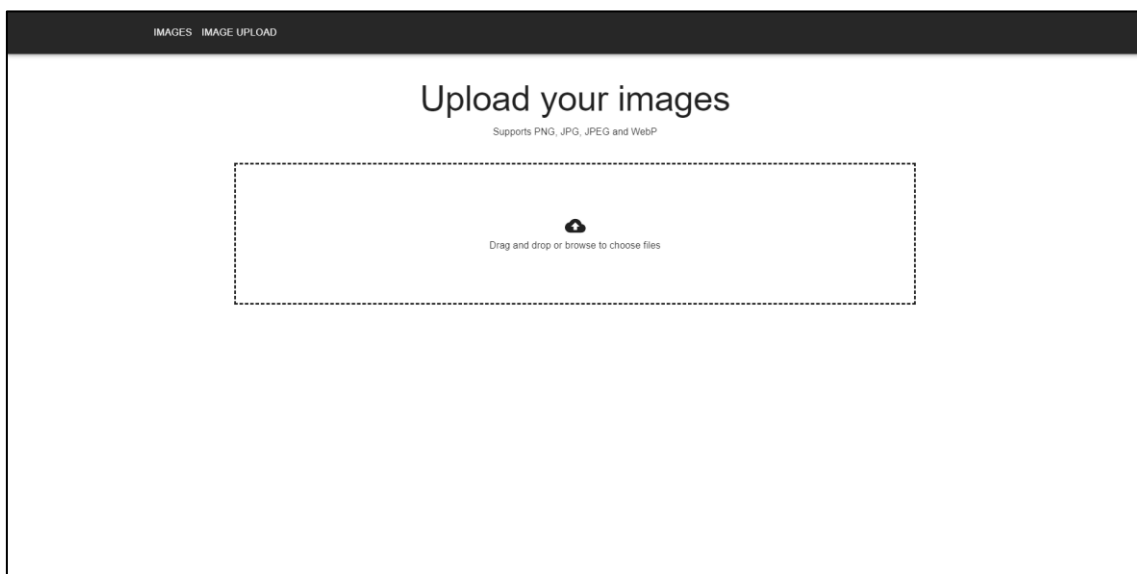 IMAGES IMAGE UPLOAD
Upload your images
Supports PNG, JPG, JPEG and WebP
Drag and drop or browse to choose files